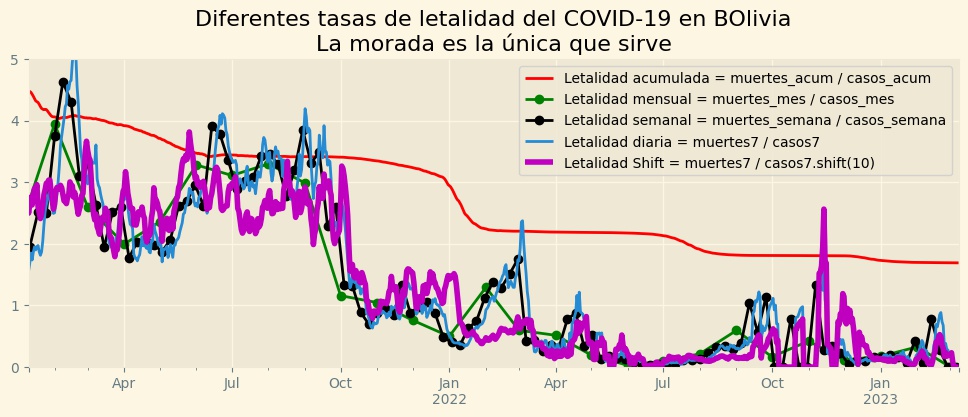 Diferentes tasas de letalidad del COVID-19 en BOlivia
La morada es la única que sirve
5
4
3
2
1
0
Letalidad acumulada = muertes_acum / casos_acum
Letalidad mensual = muertes_mes / casos_mes
Letalidad semanal = muertes_semana / casos_semana
Letalidad diaria = muertes7 / casos7
Letalidad Shift = muertes7 / casos7.shift(10)
Apr Jul Oct Jan Apr Jul Oct Jan
2022 2023